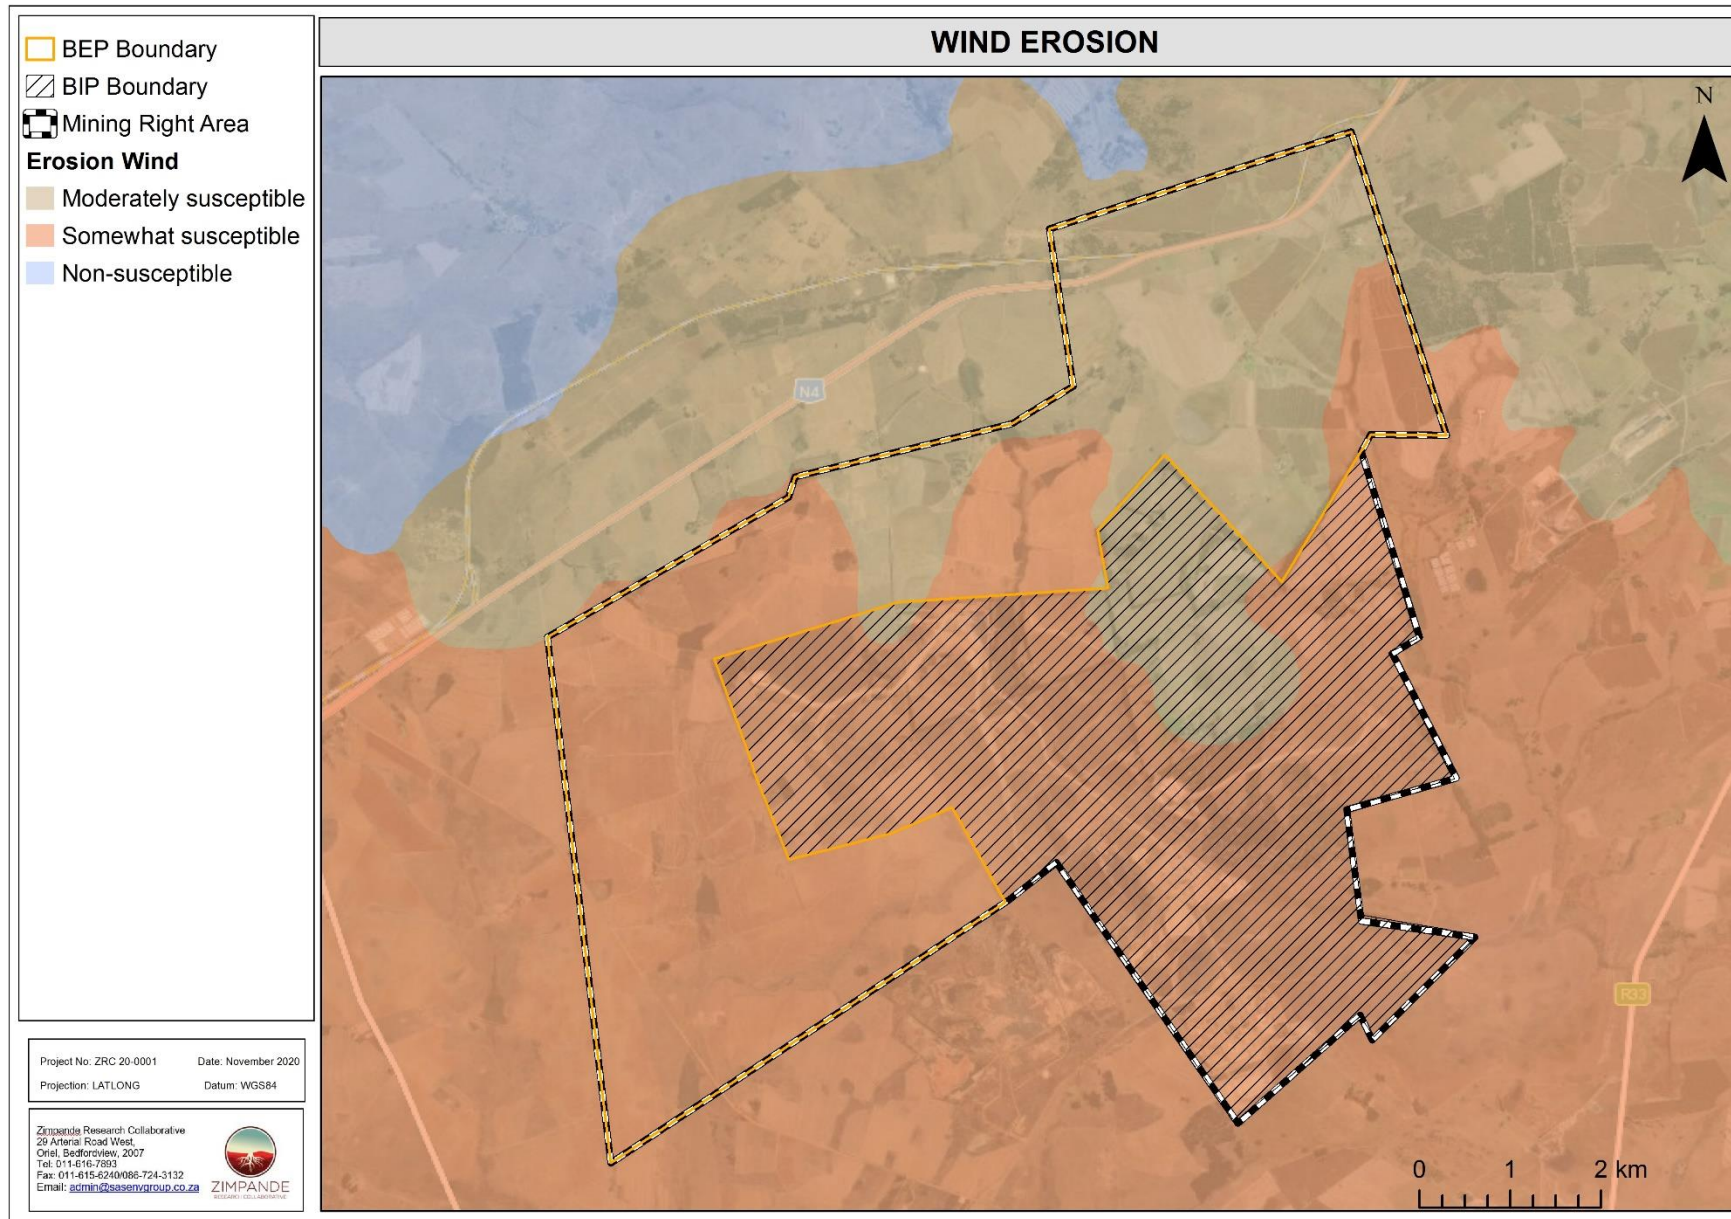 WIND EROSION
BEP Boundary
BIP Boundary
Mining Right Area
Erosion Wind
Moderately susceptible
Somewhat susceptible
Non-susceptible
N
N4
R33
0 1 2 km
Project No: ZRC 20-0001 Date: November 2020
Projection: LATLONG Datum: WGS84
Zimpande Research Collaborative
29 Arterial Road West,
Oriel, Bedfordview, 2007
Tel: 011-616-7893
Fax: 011-615-6240/086-724-3132
Email: admin@sasenvgroup.co.za
ZIMPANDE
RESEARCH COLLABORATIVE